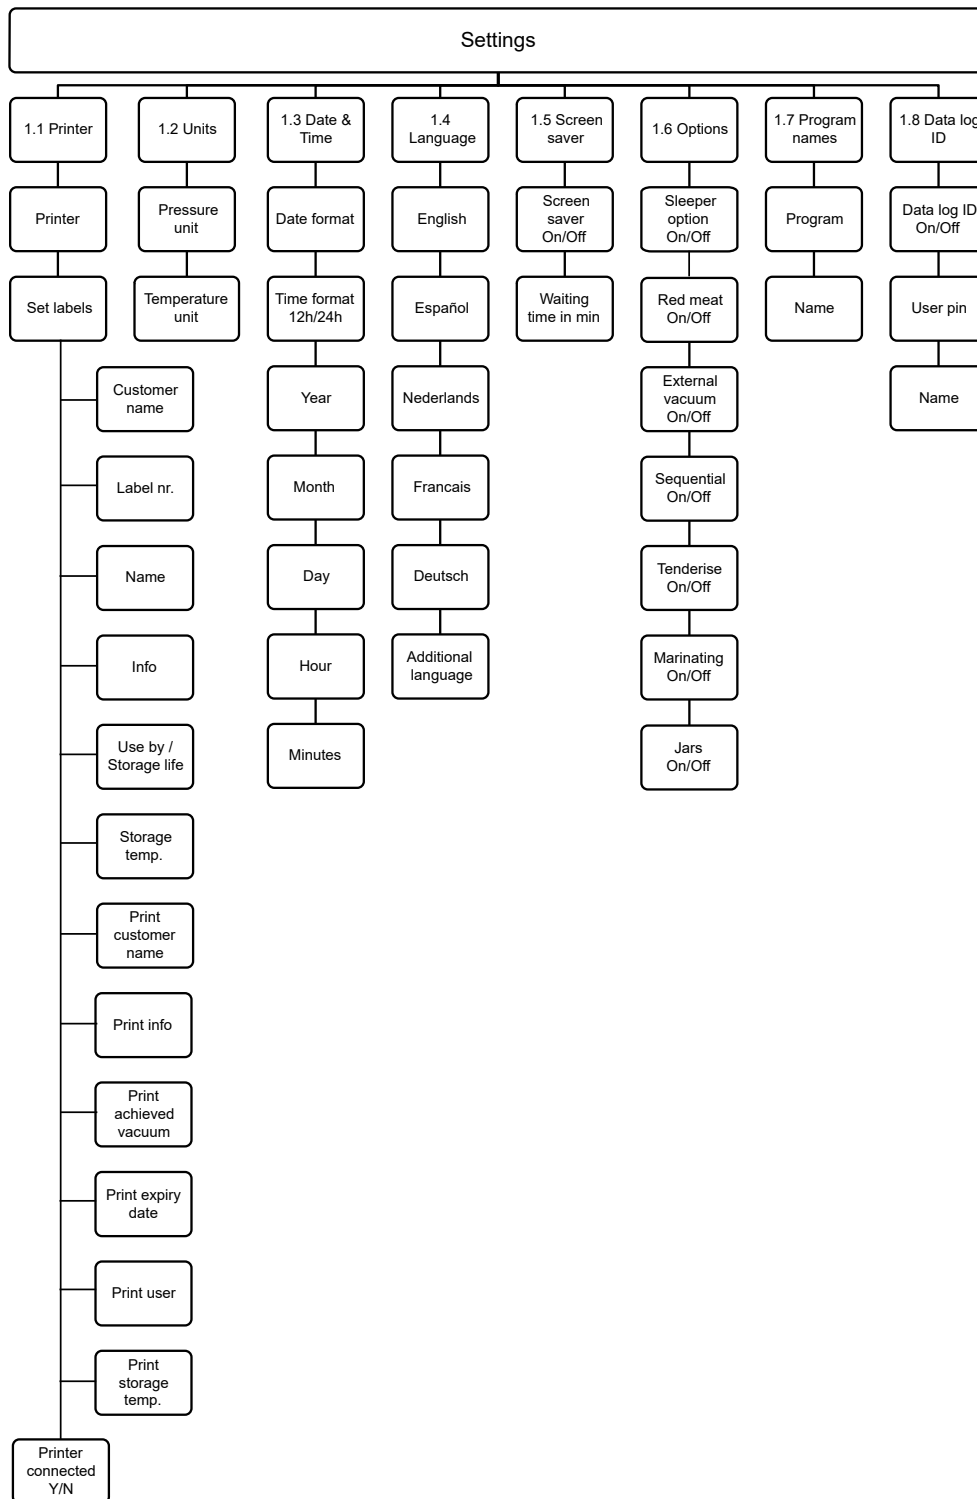 Settings
1.1 Printer
1.2 Units
1.3 Date &
Time
1.4
Language
1.5 Screen
saver
1.6 Options
1.7 Program
names
1.8 Data log
ID
Printer
Pressure
unit
Date format
English
Screen
saver
On/Off
Sleeper
option
On/Off
Program
Data log ID
On/Off
Set labels
Temperature
unit
Time format
12h/24h
Español
Waiting
time in min
Red meat
On/Off
Name
User pin
Customer
name
Year
Nederlands
External
vacuum
On/Off
Name
Label nr.
Month
Francais
Sequential
On/Off
Name
Day
Deutsch
Tenderise
On/Off
Info
Hour
Additional
language
Marinating
On/Off
Use by /
Storage life
Minutes
Jars
On/Off
Storage
temp.
Print
customer
name
Print info
Print
achieved
vacuum
Print expiry
date
Print user
Print
storage
temp.
Printer
connected
Y/N